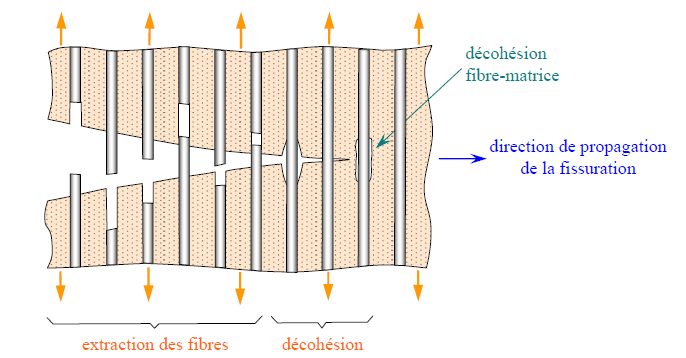 décohésion
fibre-matrice
direction de propagation
de la fissuration
extraction des fibres
décohésion